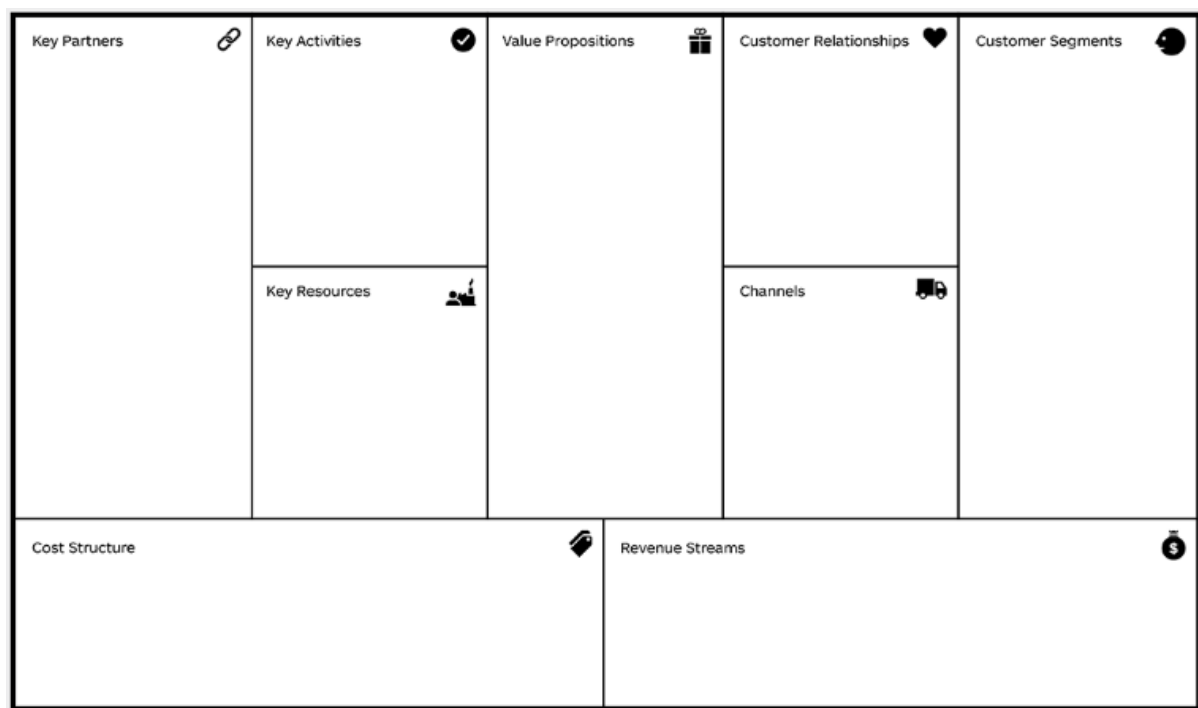 Key Partners
Key Activities
Value Propositions
Customer Relationships
Customer Segments
Key Resources
Channels
Cost Structure
Revenue Streams
$